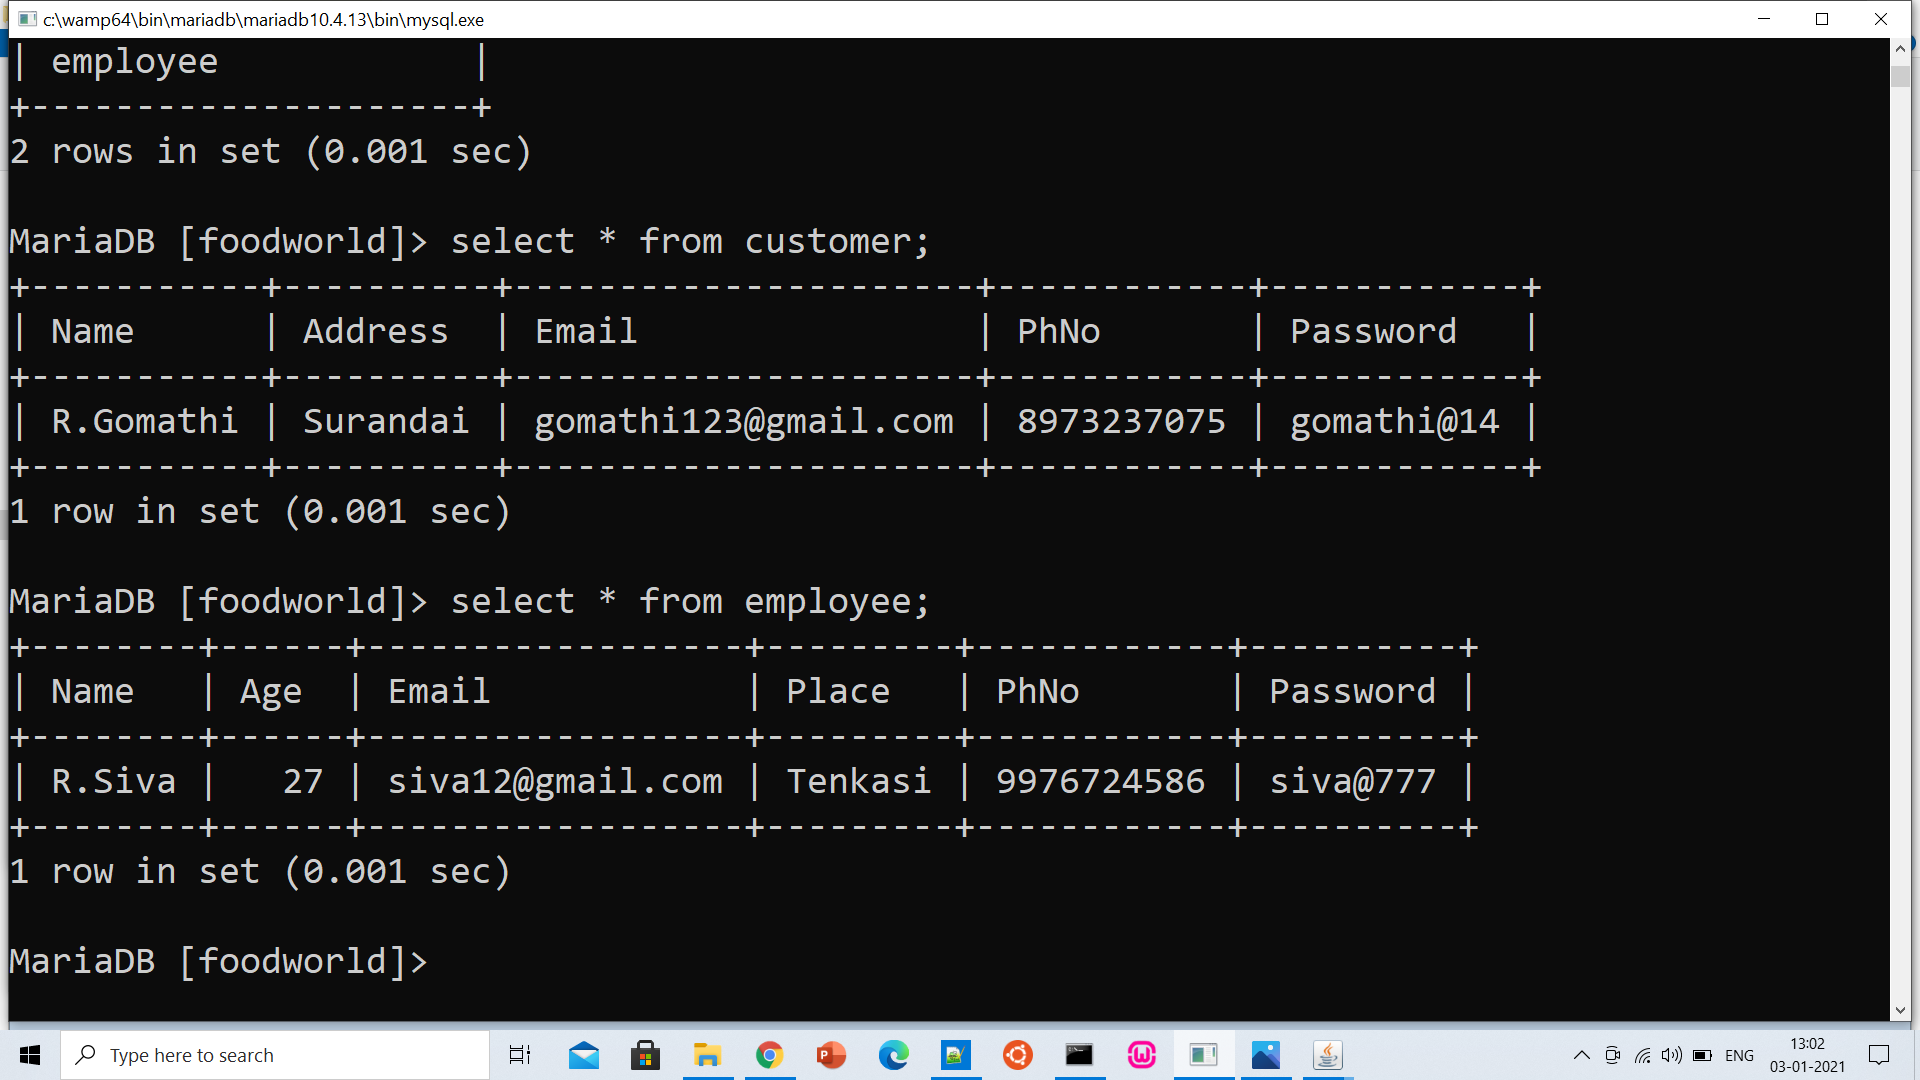 c:\wamp64\bin\mariadb\mariadb10.4.13\bin\mysql.exe
| employee            |
+---------------------+
2 rows in set (0.001 sec)
MariaDB [foodworld]> select * from customer;
+-----------+----------+----------------------+------------+------------+
| Name      | Address  | Email                | PhNo       | Password   |
+-----------+----------+----------------------+------------+------------+
| R.Gomathi | Surandai | gomathi123@gmail.com | 8973237075 | gomathi@14 |
+-----------+----------+----------------------+------------+------------+
1 row in set (0.001 sec)
MariaDB [foodworld]> select * from employee;
+--------+------+-----------------+---------+------------+----------+
| Name   | Age  | Email            | Place   | PhNo       | Password |
+--------+------+------------------+---------+------------+----------+
| R.Siva |   27 | siva12@gmail.com | Tenkasi | 9976724586 | siva@777 |
+--------+------+------------------+---------+------------+----------+
1 row in set (0.001 sec)
MariaDB [foodworld]>
Type here to search
ENG
13:02
03-01-2021